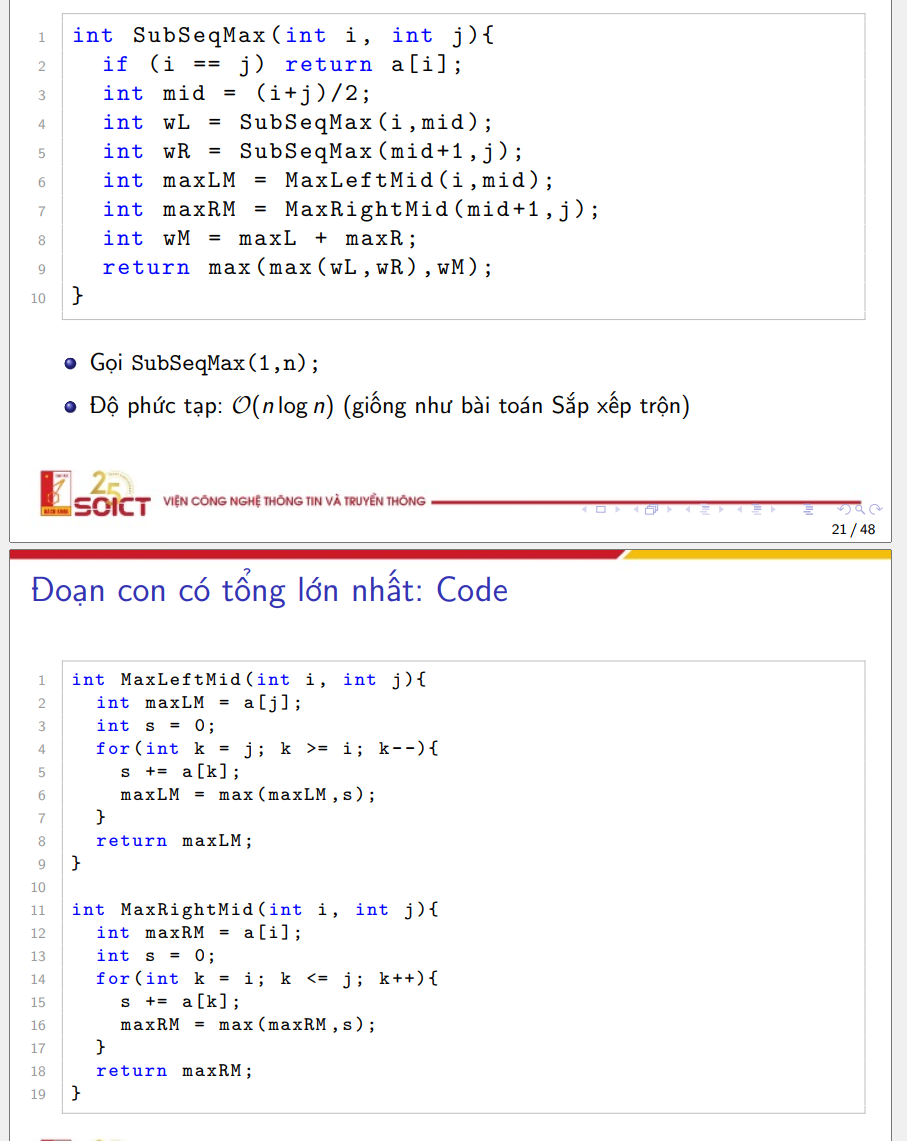 1 int SubSeqMax(int i, int j){
2   if (i == j) return a[i];
3   int mid = (i+j)/2;
4   int wL = SubSeqMax(i,mid);
5   int wR = SubSeqMax(mid+1,j);
6   int maxLM = MaxLeftMid(i,mid);
7   int maxRM = MaxRightMid(mid+1,j);
8   int wM = maxL + maxR;
9   return max(max(wL,wR),wM);
10 }
Gọi SubSeqMax(1,n);
Độ phức tạp: O(n log n) (giống như bài toán Sắp xếp trộn)
25
SOICT VIỆN CÔNG NGHỆ THÔNG TIN VÀ TRUYỀN THÔNG
21 / 48
Đoạn con có tổng lớn nhất: Code
1 int MaxLeftMid(int i, int j){
2   int maxLM = a[j];
3   int s = 0;
4   for(int k = j; k >= i; k--){
5     s += a[k];
6     maxLM = max(maxLM,s);
7   }
8   return maxLM;
9 }
10
11 int MaxRightMid(int i, int j){
12   int maxRM = a[i];
13   int s = 0;
14   for(int k = i; k <= j; k++){
15     s += a[k];
16     maxRM = max(maxRM,s);
17   }
18   return maxRM;
19 }